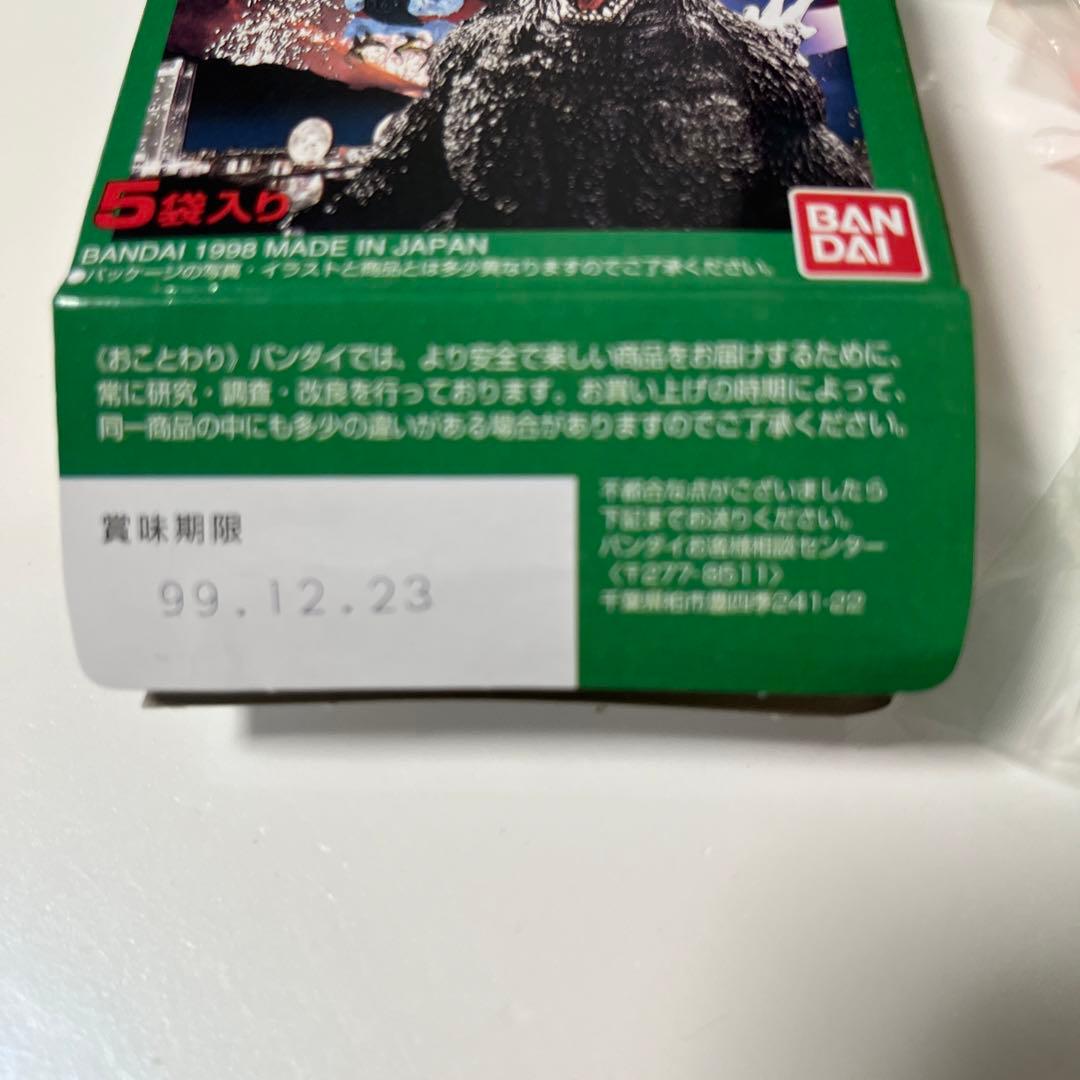 5袋入り
BANDAI 1998 MADE IN JAPAN
BAN
DAI
●パッケージの写真・イラストと商品とは多少異なりますのでご了承ください。
〈おことわり〉バンダイでは、より安全で楽しい商品をお届けするために、
常に研究・調査・改良を行っております。お買い上げの時期によって、
同一商品の中にも多少の違いがある場合がありますのでご了承ください。
賞味期限
99.12.23
不都合な点がございましたら
下記までお送りください。
バンダイお客様相談センター
〈〒277-8511〉
千葉県柏市豊四季241-22